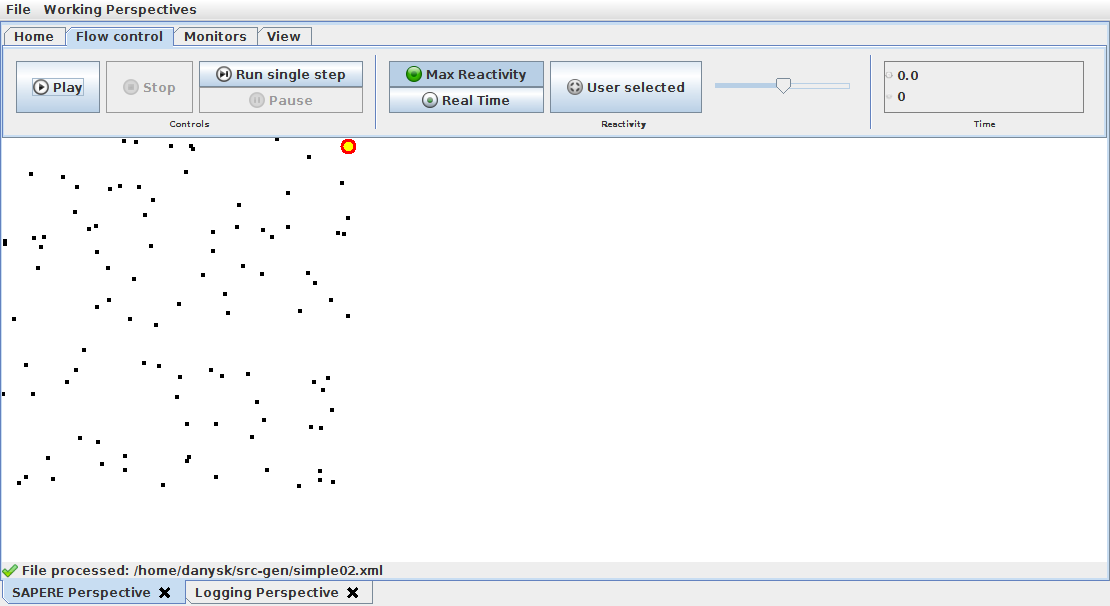 File Working Perspectives
Home Flow control Monitors View
Play Stop Run single step Pause
Controls
Max Reactivity Real Time User selected
Reactivity
0.0
0
Time
File processed: /home/danysk/src-gen/simple02.xml
SAPERE Perspective Logging Perspective